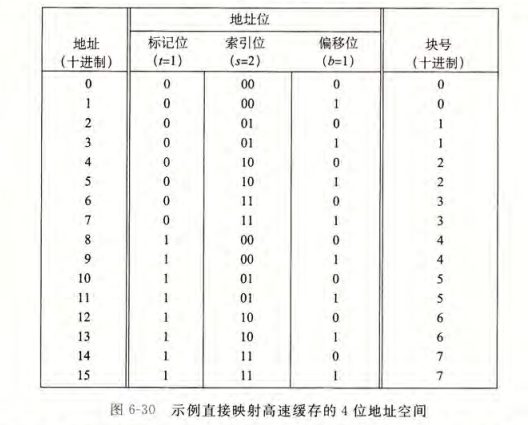 地址位
地址
(十进制)
标记位
(t=1)
索引位
(s=2)
偏移位
(b=1)
块号
(十进制)
0 0 00 0 0
1 0 00 1 0
2 0 01 0 1
3 0 01 1 1
4 0 10 0 2
5 0 10 1 2
6 0 11 0 3
7 0 11 1 3
8 1 00 0 4
9 1 00 1 4
10 1 01 0 5
11 1 01 1 5
12 1 10 0 6
13 1 10 1 6
14 1 11 0 7
15 1 11 1 7
图 6-30 示例直接映射高速缓存的 4 位地址空间